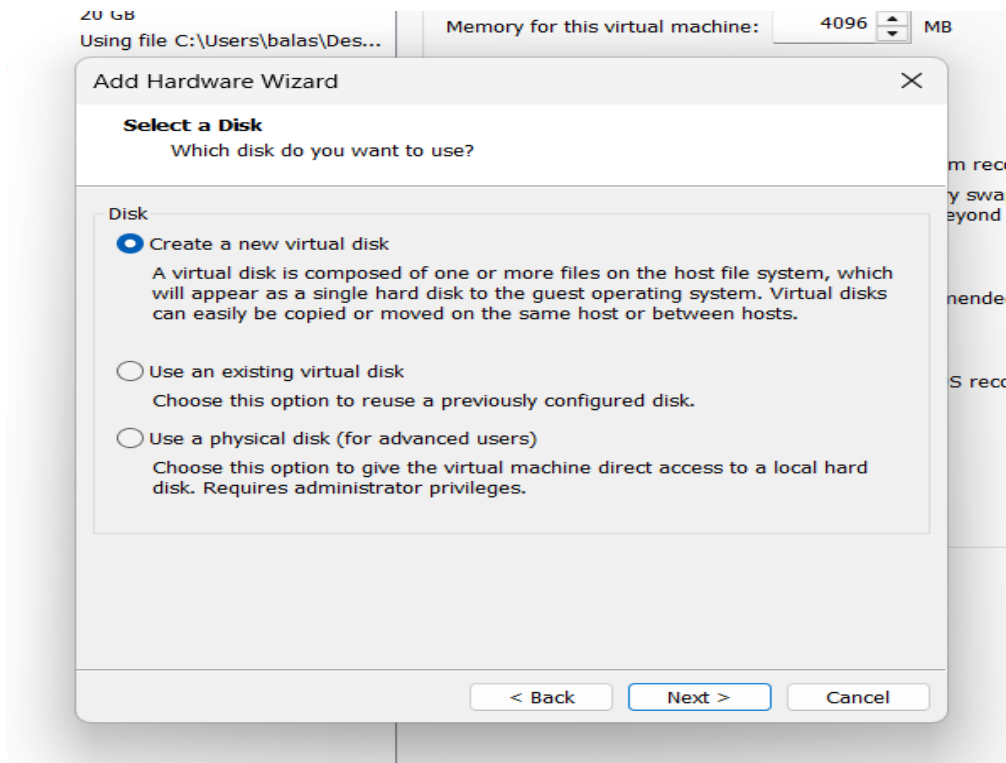 20 GB
Using file C:\Users\balas\Des...
Memory for this virtual machine:
4096
MB
Add Hardware Wizard
Select a Disk
Which disk do you want to use?
Disk
Create a new virtual disk
A virtual disk is composed of one or more files on the host file system, which
will appear as a single hard disk to the guest operating system. Virtual disks
can easily be copied or moved on the same host or between hosts.
Use an existing virtual disk
Choose this option to reuse a previously configured disk.
Use a physical disk (for advanced users)
Choose this option to give the virtual machine direct access to a local hard
disk. Requires administrator privileges.
< Back
Next >
Cancel